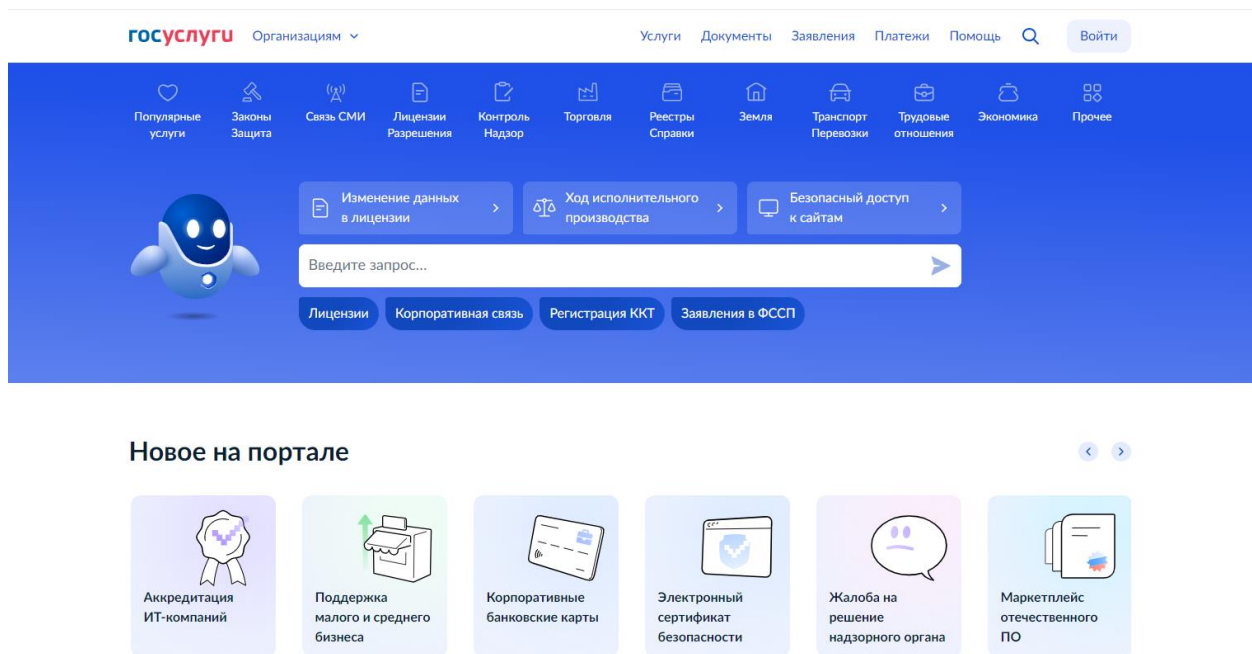 госуслуги Организациям Услуги Документы Заявления Платежи Помощь Войти
Популярные услуги
Законы Защита
Связь СМИ
Лицензии Разрешения
Контроль Надзор
Торговля
Реестры Справки
Земля
Транспорт Перевозки
Трудовые отношения
Экономика
Прочее
Изменение данных
в лицензии
Ход исполнительного
производства
Безопасный доступ
к сайтам
Введите запрос...
Лицензии Корпоративная связь Регистрация ККТ Заявления в ФССП
Новое на портале
Аккредитация
ИТ-компаний
Поддержка
малого и среднего
бизнеса
Корпоративные
банковские карты
Электронный
сертификат
безопасности
Жалоба на
решение
надзорного органа
Маркетплейс
отечественного
ПО